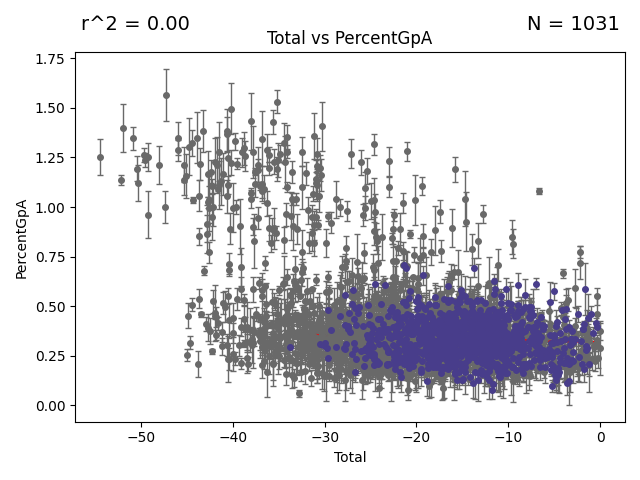 r^2 = 0.00
N = 1031
Total vs PercentGpA
1.75
1.50
1.25
1.00
0.75
0.50
0.25
0.00
PercentGpA
−50
−40
−30
−20
−10
0
Total